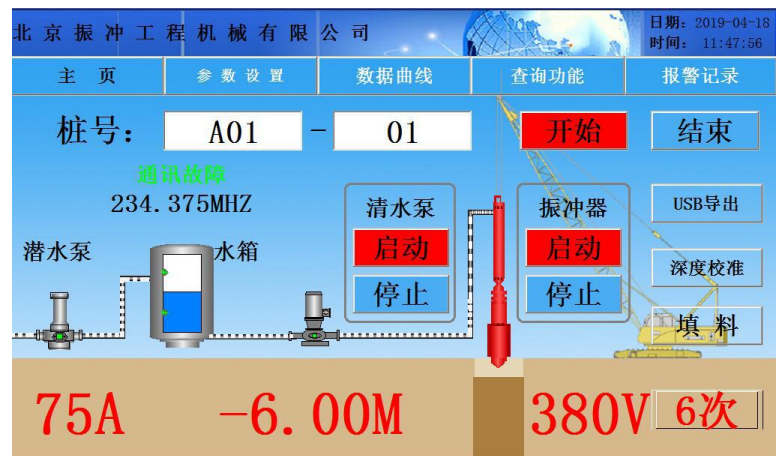 北京振冲工程机械有限公司
日期: 2019-04-18
时间: 11:47:56
主 页 参数设置 数据曲线 查询功能 报警记录
桩号: A01 - 01 开始 结束
通讯故障
234.375MHZ
清水泵 振冲器 USB导出
潜水泵 水箱 启动 启动 深度校准
停止 停止 填 料
75A -6.00M 380V 6次